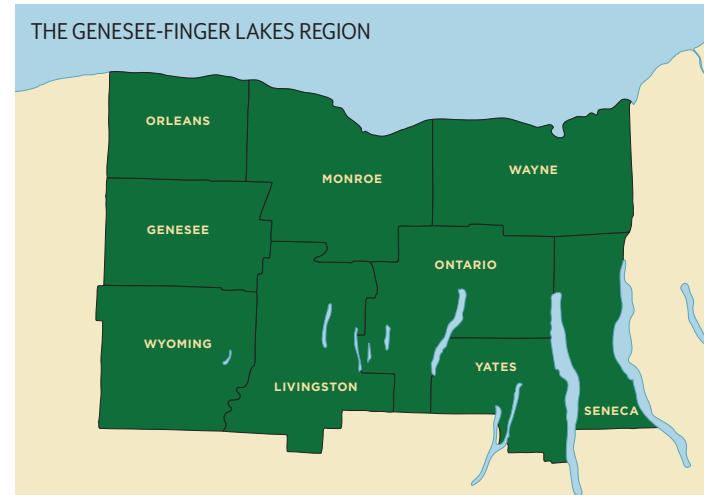 THE GENESEE-FINGER LAKES REGION
ORLEANS
MONROE
WAYNE
GENESEE
ONTARIO
WYOMING
YATES
LIVINGSTON
SENECA